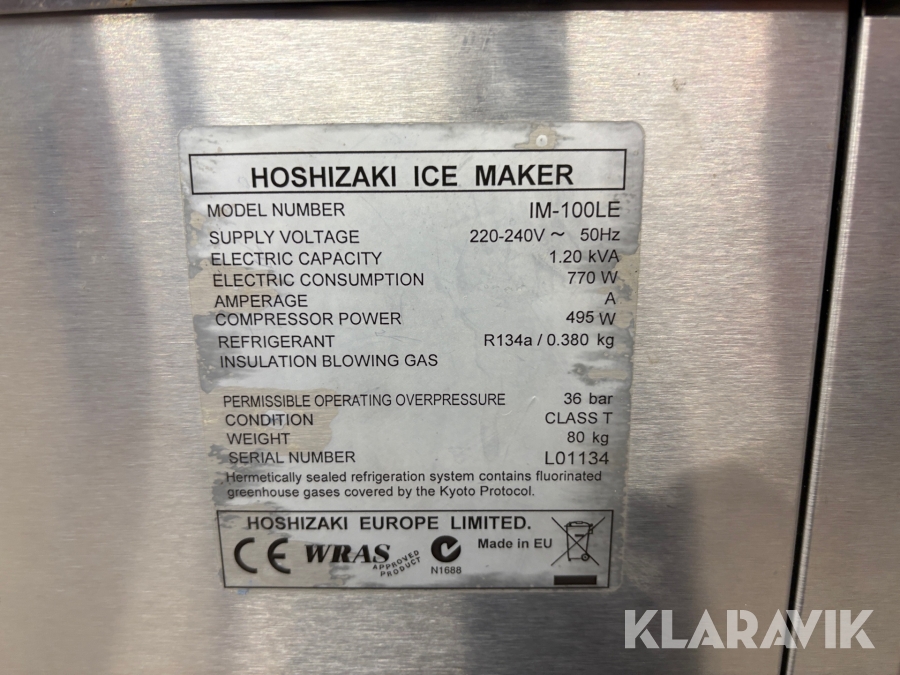 HOSHIZAKI ICE MAKER
MODEL NUMBER IM-100LE
SUPPLY VOLTAGE 220-240V ~ 50Hz
ELECTRIC CAPACITY 1.20 kVA
ELECTRIC CONSUMPTION 770 W
AMPERAGE A
COMPRESSOR POWER 495 W
REFRIGERANT R134a / 0.380 kg
INSULATION BLOWING GAS
PERMISSIBLE OPERATING OVERPRESSURE 36 bar
CONDITION CLASS T
WEIGHT 80 kg
SERIAL NUMBER L01134
Hermetically sealed refrigeration system contains fluorinated
greenhouse gases covered by the Kyoto Protocol.
HOSHIZAKI EUROPE LIMITED.
CE WRAS APPROVED PRODUCT N1688 Made in EU
KLARAVIK